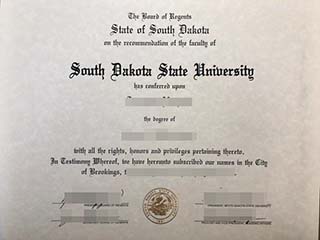 The Board of Regents
State of South Dakota
on the recommendation of the faculty of
South Dakota State University
has conferred upon
the degree of
with all the rights, honors and privileges pertaining thereto.
In Testimony Whereof, we have hereunto subscribed our names in the City
of Brookings,